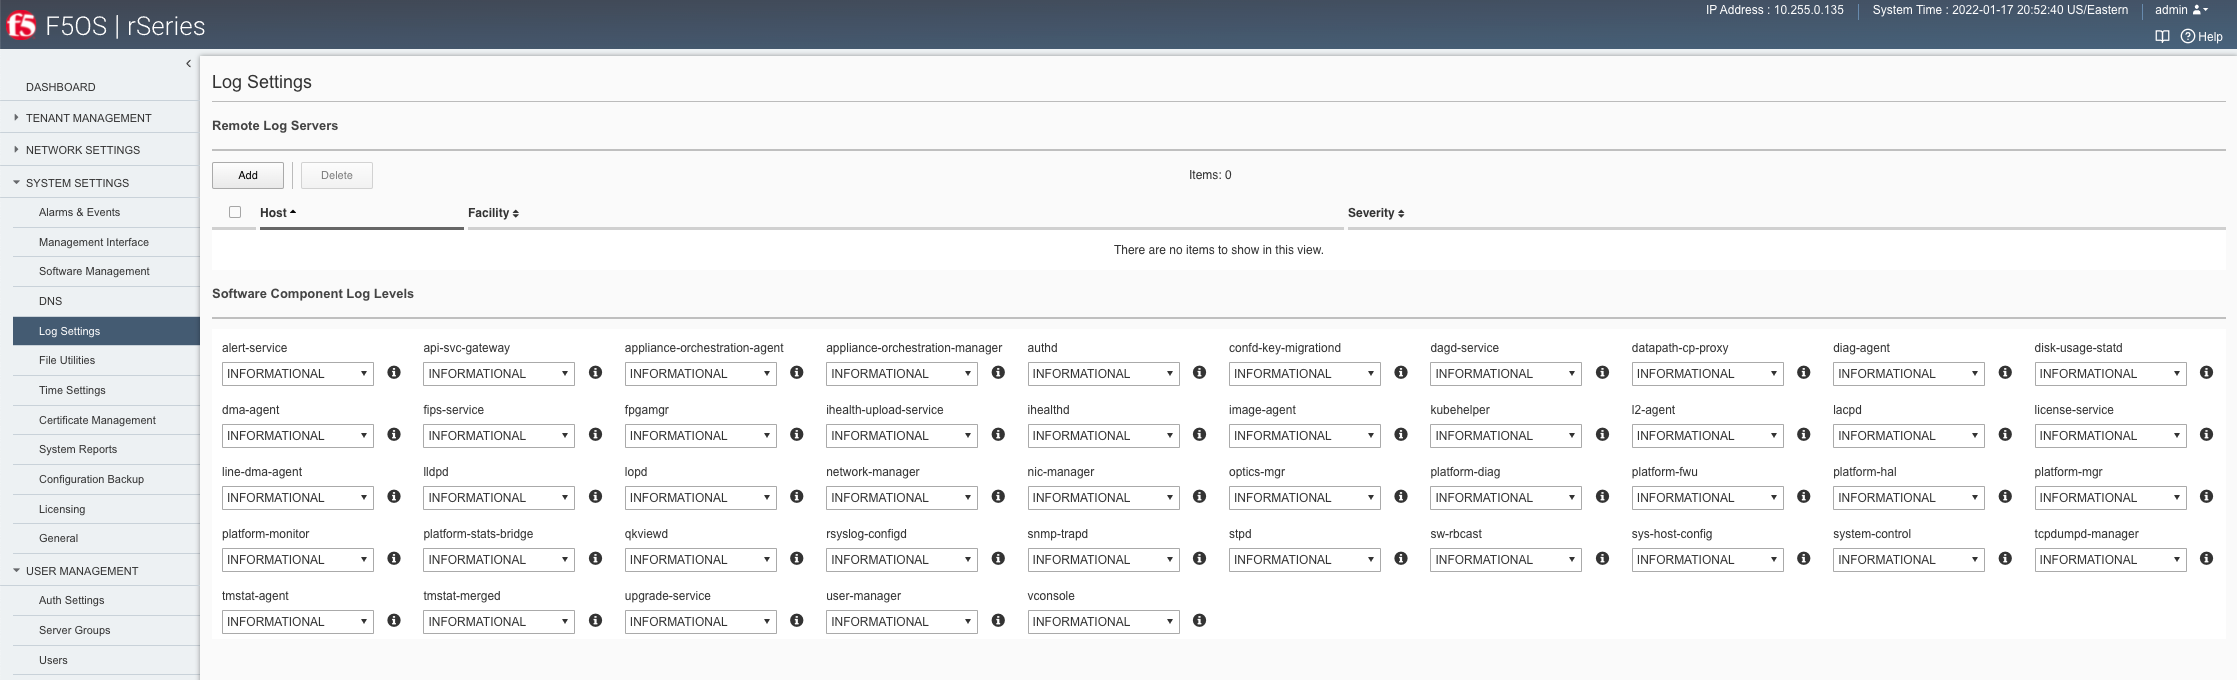 f5 F5OS | rSeries
IP Address : 10.255.0.135 System Time : 2022-01-17 20:52:40 US/Eastern admin
Help
DASHBOARD
TENANT MANAGEMENT
NETWORK SETTINGS
SYSTEM SETTINGS
Alarms & Events
Management Interface
Software Management
DNS
Log Settings
File Utilities
Time Settings
Certificate Management
System Reports
Configuration Backup
Licensing
General
USER MANAGEMENT
Auth Settings
Server Groups
Users
Log Settings
Remote Log Servers
Add Delete Items: 0
Host Facility Severity
There are no items to show in this view.
Software Component Log Levels
alert-service api-svc-gateway appliance-orchestration-agent appliance-orchestration-manager authd confd-key-migrationd dagd-service datapath-cp-proxy diag-agent disk-usage-statd
INFORMATIONAL INFORMATIONAL INFORMATIONAL INFORMATIONAL INFORMATIONAL INFORMATIONAL INFORMATIONAL INFORMATIONAL INFORMATIONAL INFORMATIONAL
dma-agent fips-service fpgamgr ihealth-upload-service ihealthd image-agent kubehelper l2-agent lacpd license-service
INFORMATIONAL INFORMATIONAL INFORMATIONAL INFORMATIONAL INFORMATIONAL INFORMATIONAL INFORMATIONAL INFORMATIONAL INFORMATIONAL INFORMATIONAL
line-dma-agent lldpd lopd network-manager nic-manager optics-mgr platform-diag platform-fwu platform-hal platform-mgr
INFORMATIONAL INFORMATIONAL INFORMATIONAL INFORMATIONAL INFORMATIONAL INFORMATIONAL INFORMATIONAL INFORMATIONAL INFORMATIONAL INFORMATIONAL
platform-monitor platform-stats-bridge qkviewd rsyslog-configd snmp-trapd stpd sw-rbcast sys-host-config system-control tcpdumpd-manager
INFORMATIONAL INFORMATIONAL INFORMATIONAL INFORMATIONAL INFORMATIONAL INFORMATIONAL INFORMATIONAL INFORMATIONAL INFORMATIONAL INFORMATIONAL
tmstat-agent tmstat-merged upgrade-service user-manager vconsole
INFORMATIONAL INFORMATIONAL INFORMATIONAL INFORMATIONAL INFORMATIONAL